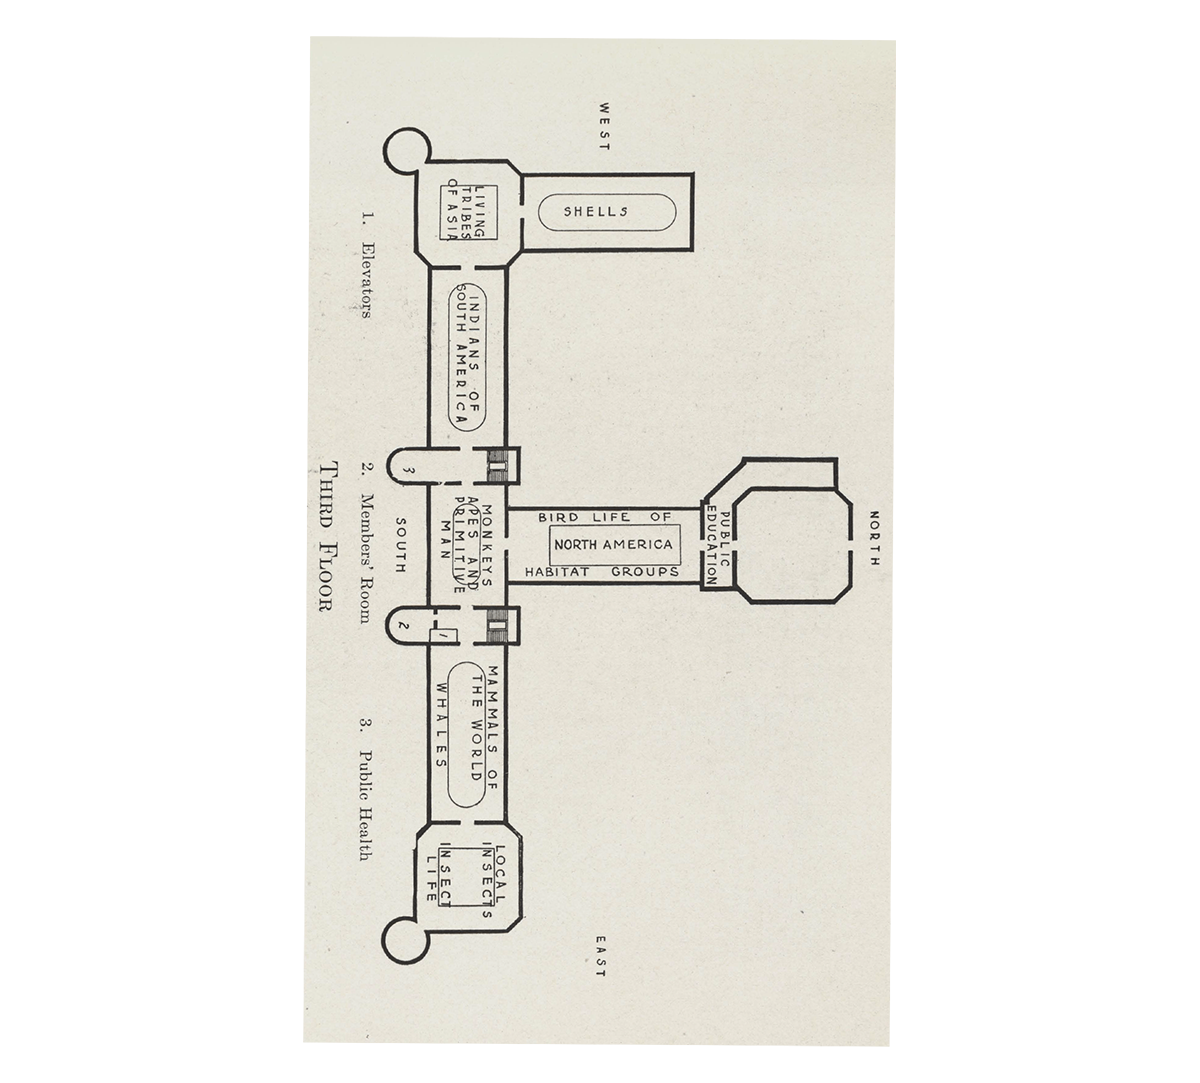 NORTH
WEST
EAST
SOUTH
SHELLS
LIVING
TRIBES
OF ASIA
INDIANS OF
SOUTH AMERICA
3
MONKEYS
APES AND
PRIMITIVE
MAN
BIRD LIFE OF
NORTH AMERICA
HABITAT GROUPS
PUBLIC
EDUCATION
2
1
MAMMALS OF
THE WORLD
WHALES
LOCAL
INSECTS
INSECT
LIFE
1. Elevators 2. Members' Room 3. Public Health
THIRD FLOOR